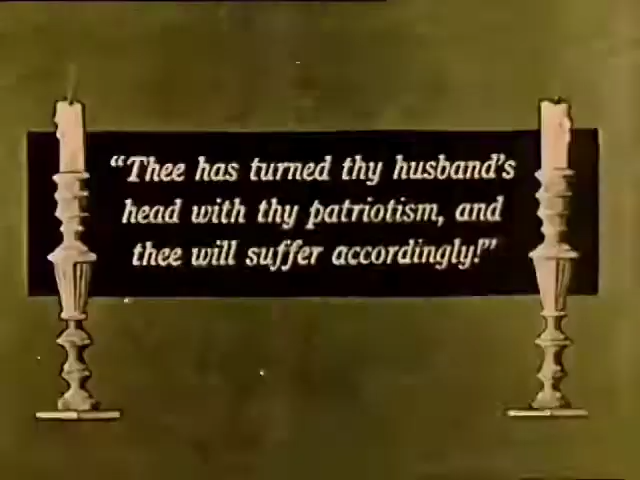 “Thee has turned thy husband's
head with thy patriotism, and
thee will suffer accordingly!”